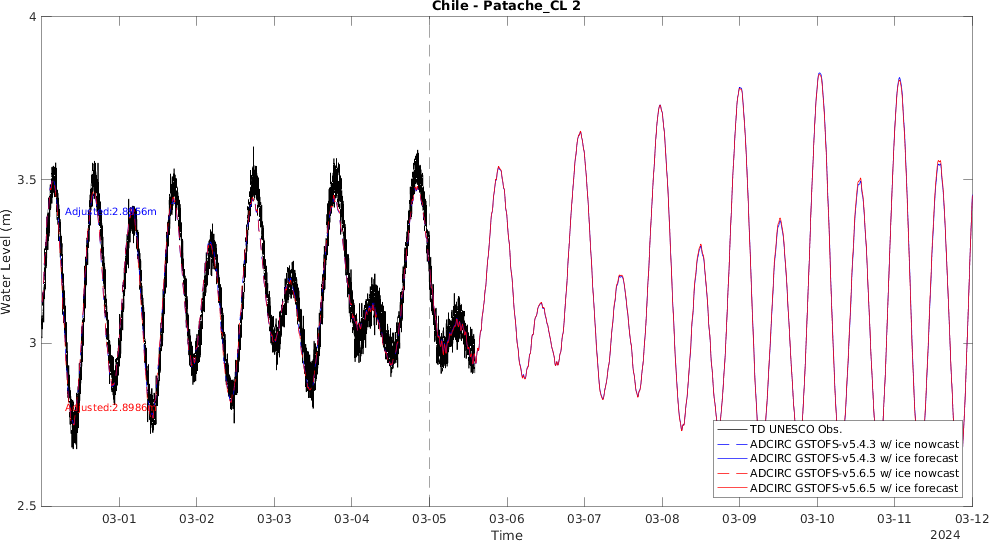 Chile - Patache_CL 2
Water Level (m)
4
3.5
3
2.5
Adjusted:2.8966m
Adjusted:2.8986m
TD UNESCO Obs.
ADCIRC GSTOFS-v5.4.3 w/ ice nowcast
ADCIRC GSTOFS-v5.4.3 w/ ice forecast
ADCIRC GSTOFS-v5.6.5 w/ ice nowcast
ADCIRC GSTOFS-v5.6.5 w/ ice forecast
03-01 03-02 03-03 03-04 03-05 03-06 03-07 03-08 03-09 03-10 03-11 03-12
Time
2024